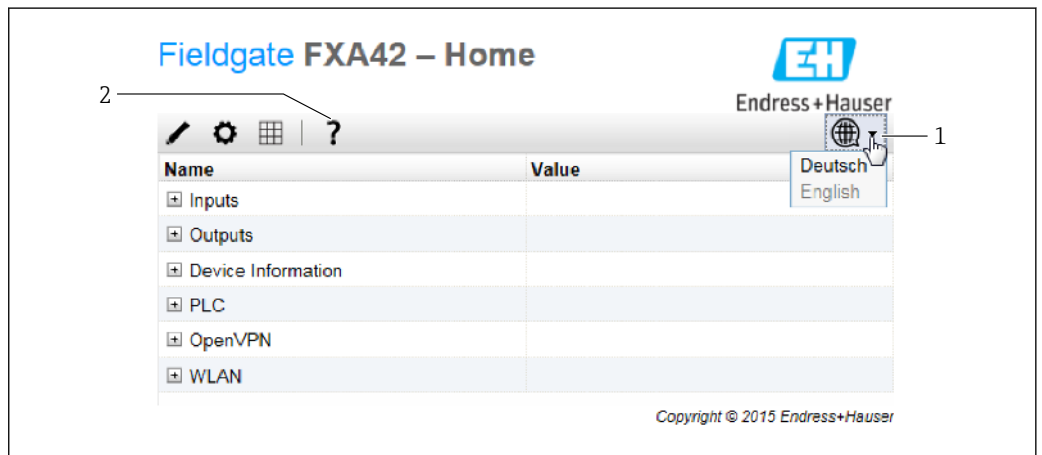 Fieldgate FXA42 – Home
EH
Endress+Hauser
2
?
1
Name Value
Deutsch
English
Inputs
Outputs
Device Information
PLC
OpenVPN
WLAN
Copyright © 2015 Endress+Hauser